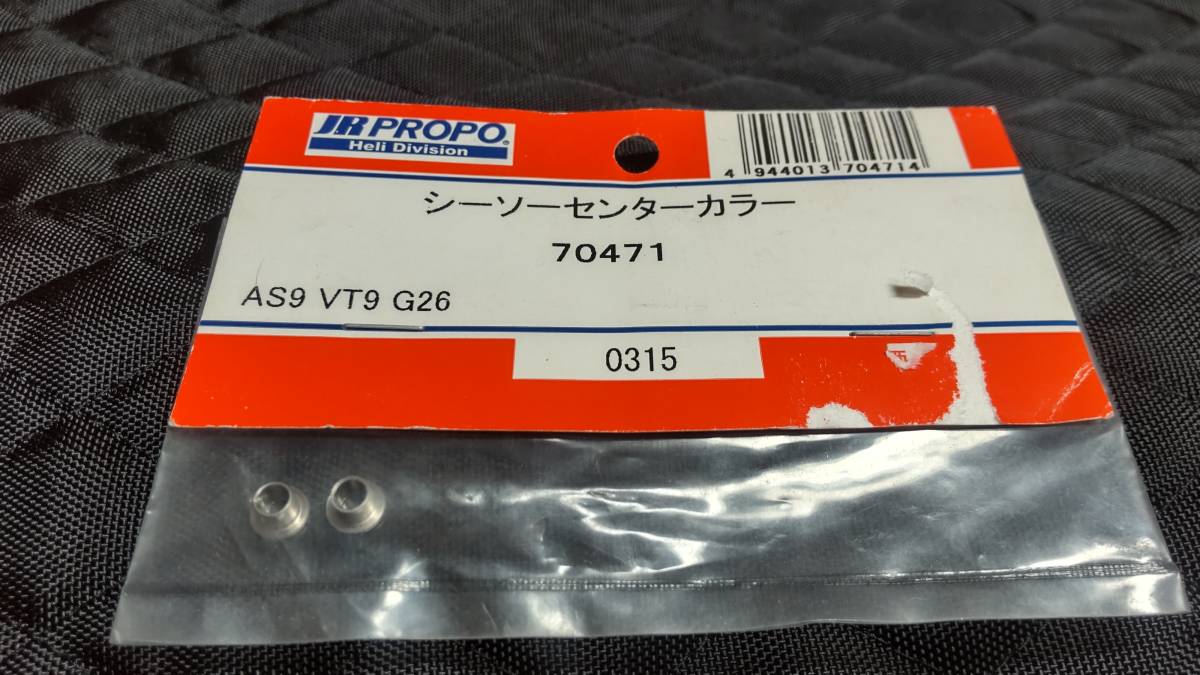 JR PROPO®
Heli Division
4 944013 704714
シーソーセンターカラー
70471
AS9 VT9 G26
0315